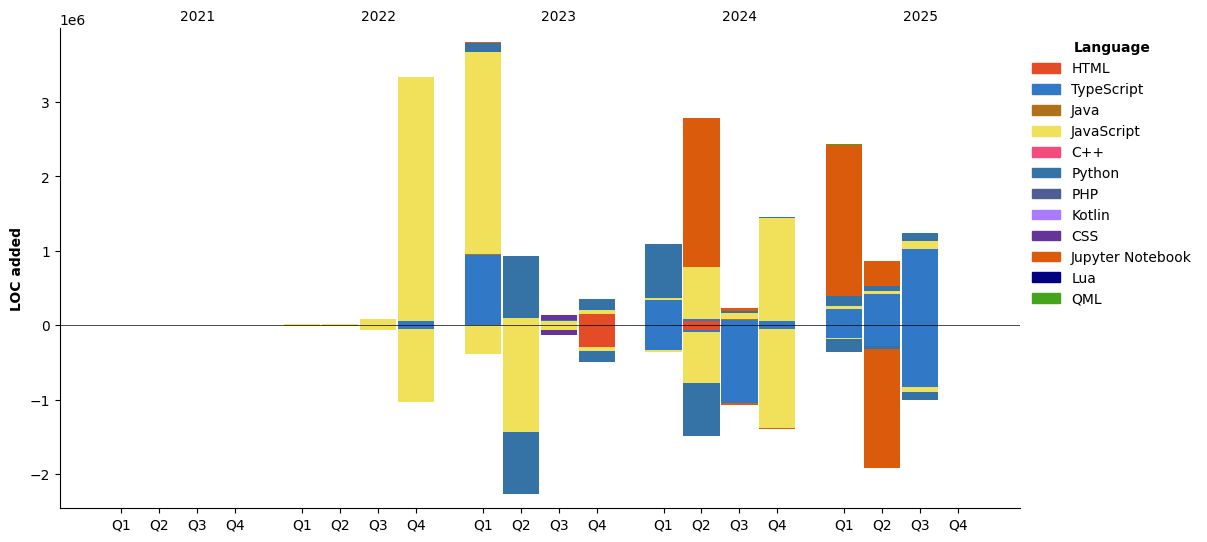 2021 2022 2023 2024 2025
1e6
LOC added
3
2
1
0
−1
−2
Q1 Q2 Q3 Q4 Q1 Q2 Q3 Q4 Q1 Q2 Q3 Q4 Q1 Q2 Q3 Q4 Q1 Q2 Q3 Q4
Language
HTML
TypeScript
Java
JavaScript
C++
Python
PHP
Kotlin
CSS
Jupyter Notebook
Lua
QML